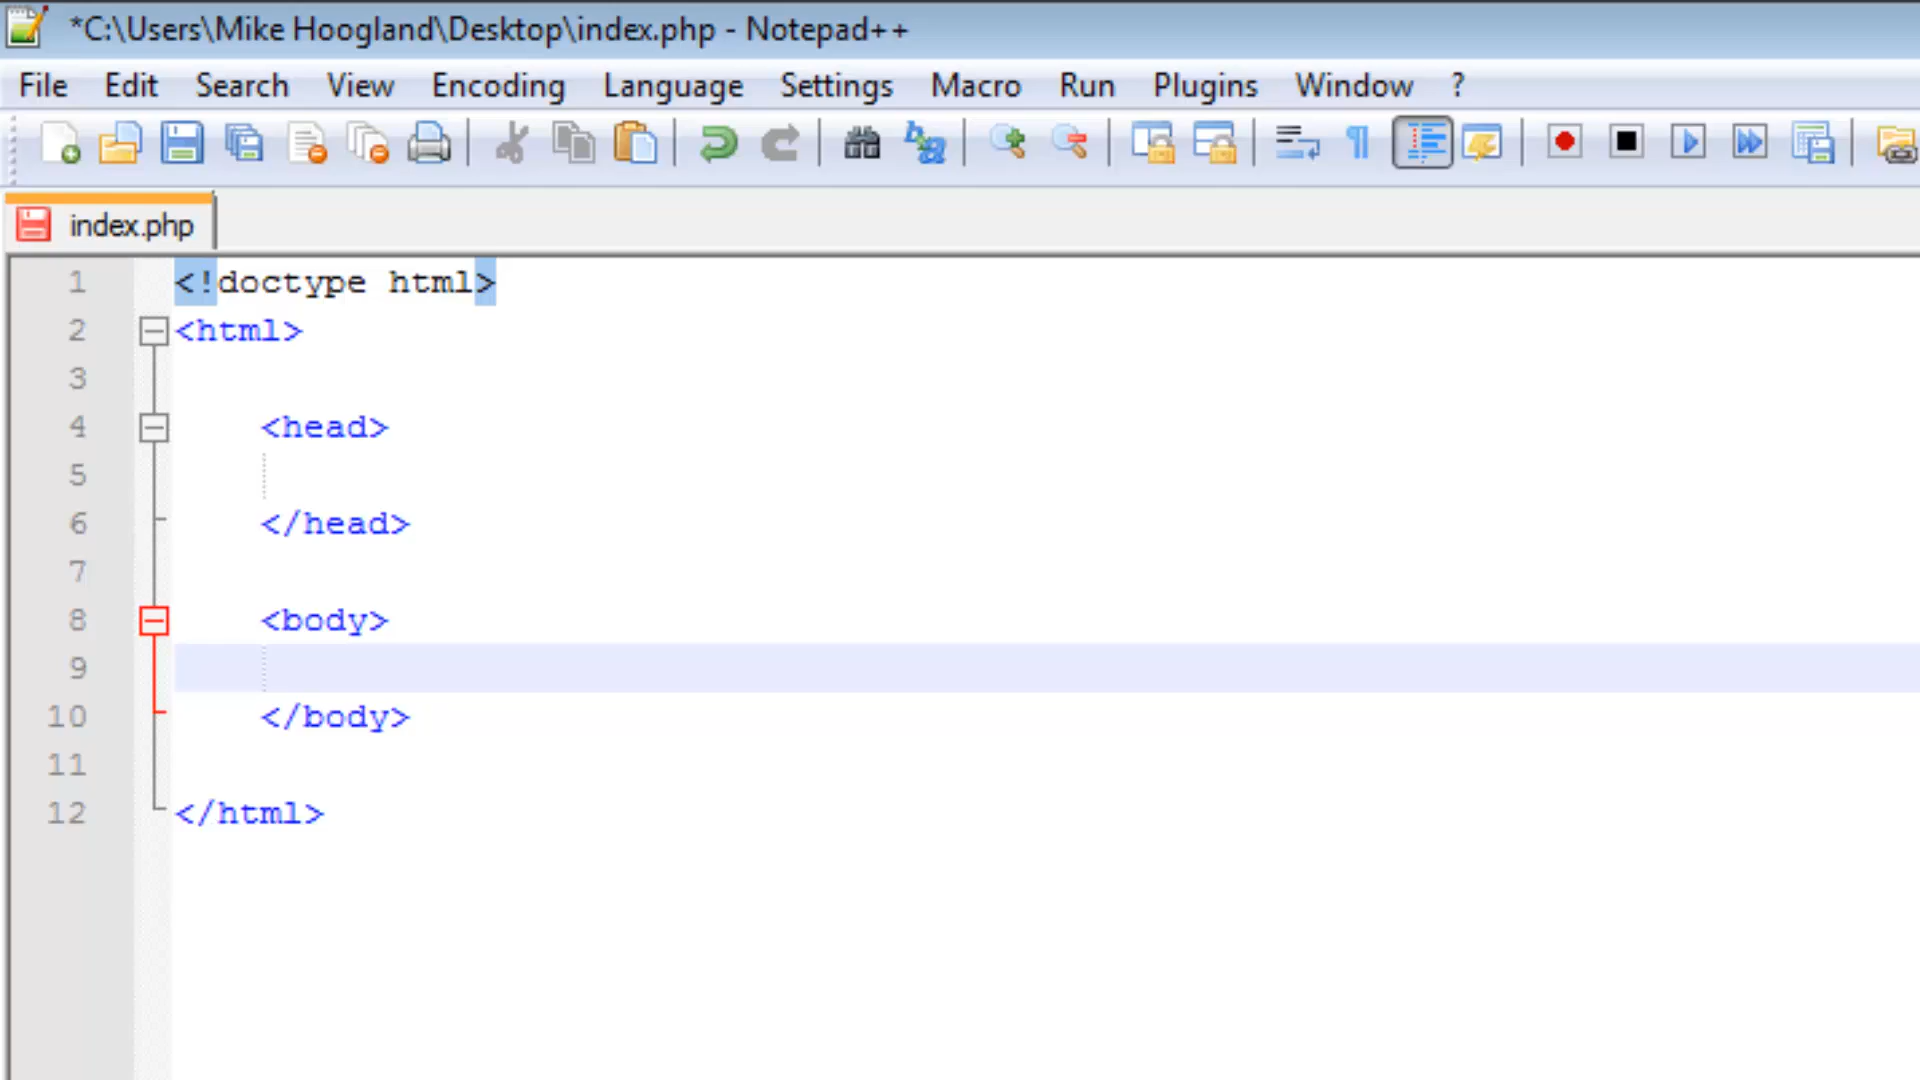 *C:\Users\Mike Hoogland\Desktop\index.php - Notepad++
File Edit Search View Encoding Language Settings Macro Run Plugins Window ?
index.php
1 <!doctype html>
2 <html>
3
4 <head>
5
6 </head>
7
8 <body>
9
10 </body>
11
12 </html>